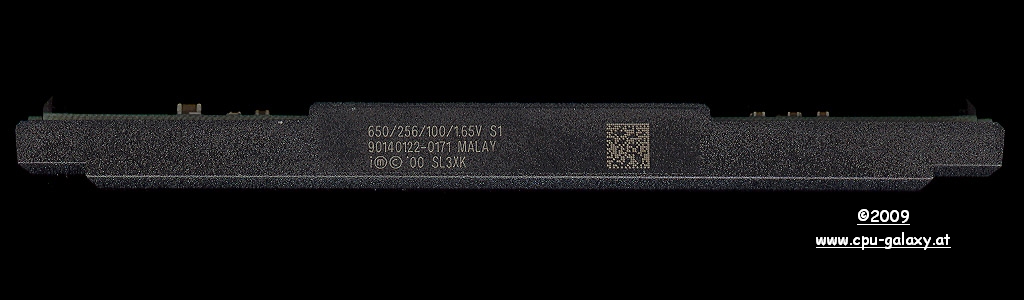 650/256/100/1.65V S1
90140122-0171 MALAY
i ⓜ © '00 SL3XK
©2009
www.cpu-galaxy.at